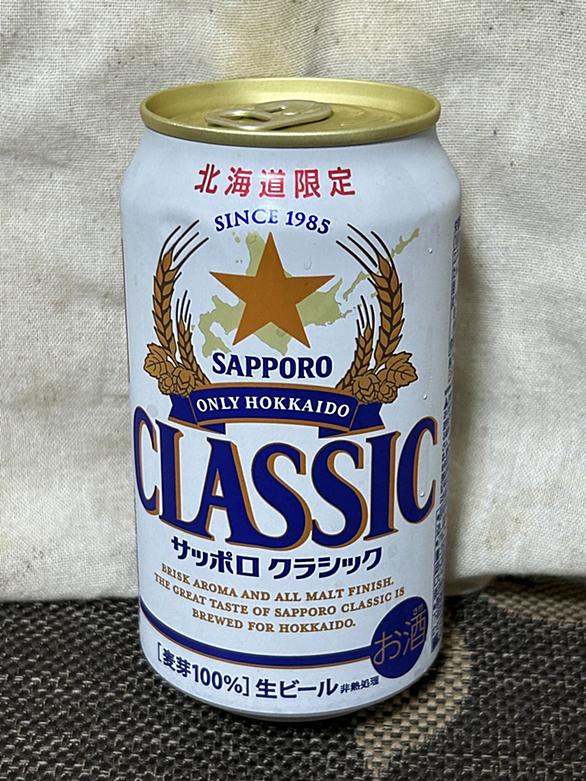 北海道限定
SINCE 1985
SAPPORO
ONLY HOKKAIDO
CLASSIC
サッポロ クラシック
BRISK AROMA AND ALL MALT FINISH.
THE GREAT TASTE OF SAPPORO CLASSIC IS
BREWED FOR HOKKAIDO.
お酒
[麦芽100%] 生ビール 非熱処理